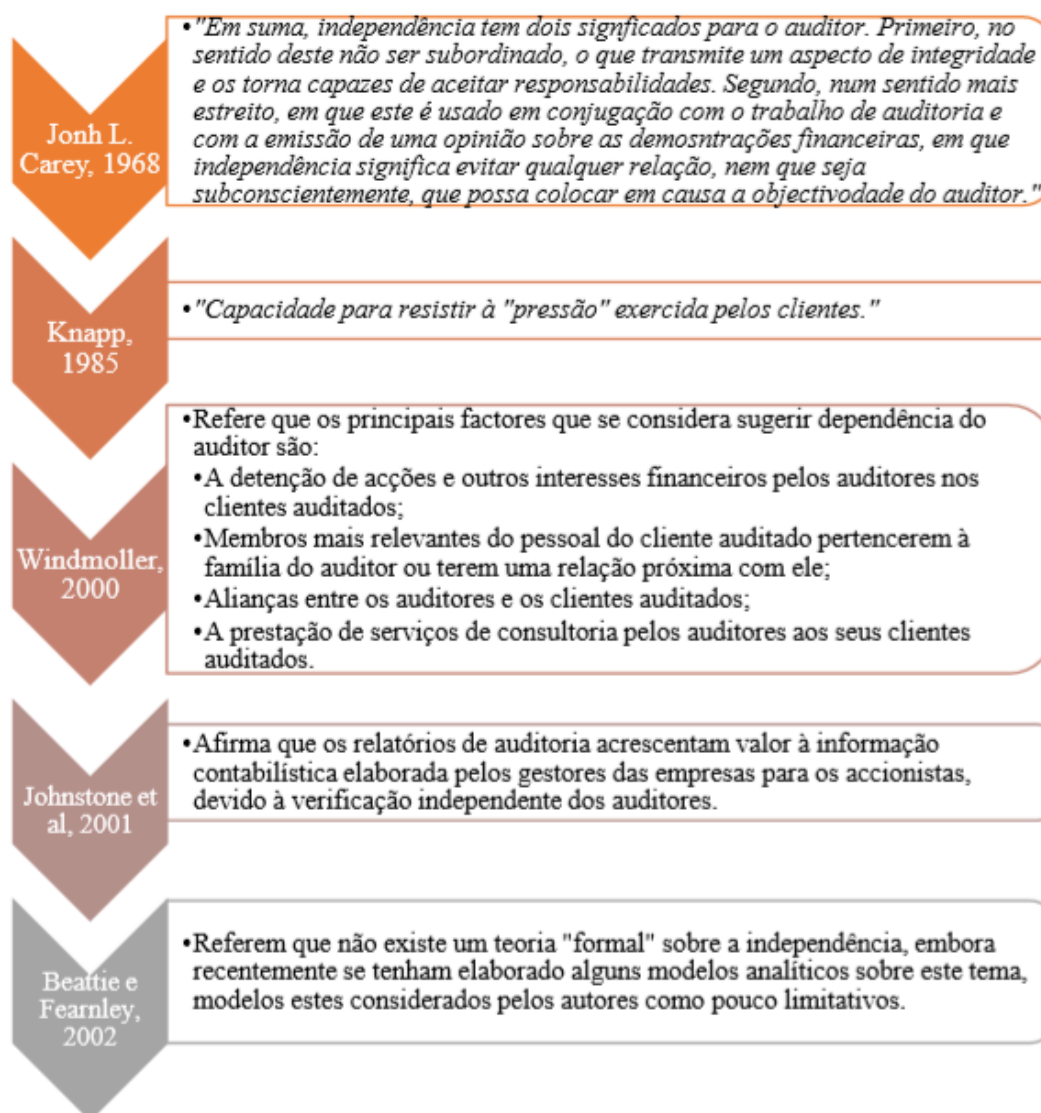 Jonh L.
Carey, 1968
•"Em suma, independência tem dois signficados para o auditor. Primeiro, no
sentido deste não ser subordinado, o que transmite um aspecto de integridade
e os torna capazes de aceitar responsabilidades. Segundo, num sentido mais
estreito, em que este é usado em conjugação com o trabalho de auditoria e
com a emissão de uma opinião sobre as demosntrações financeiras, em que
independência significa evitar qualquer relação, nem que seja
subconscientemente, que possa colocar em causa a objectivodade do auditor."
Knapp,
1985
•"Capacidade para resistir à "pressão" exercida pelos clientes."
Windmoller,
2000
•Refere que os principais factores que se considera sugerir dependência do
auditor são:
•A detenção de acções e outros interesses financeiros pelos auditores nos
clientes auditados;
•Membros mais relevantes do pessoal do cliente auditado pertencerem à
família do auditor ou terem uma relação próxima com ele;
•Alianças entre os auditores e os clientes auditados;
•A prestação de serviços de consultoria pelos auditores aos seus clientes
auditados.
Johnstone et
al, 2001
•Afirma que os relatórios de auditoria acrescentam valor à informação
contabilística elaborada pelos gestores das empresas para os accionistas,
devido à verificação independente dos auditores.
Beattie e
Fearnley,
2002
•Referem que não existe um teoria "formal" sobre a independência, embora
recentemente se tenham elaborado alguns modelos analíticos sobre este tema,
modelos estes considerados pelos autores como pouco limitativos.